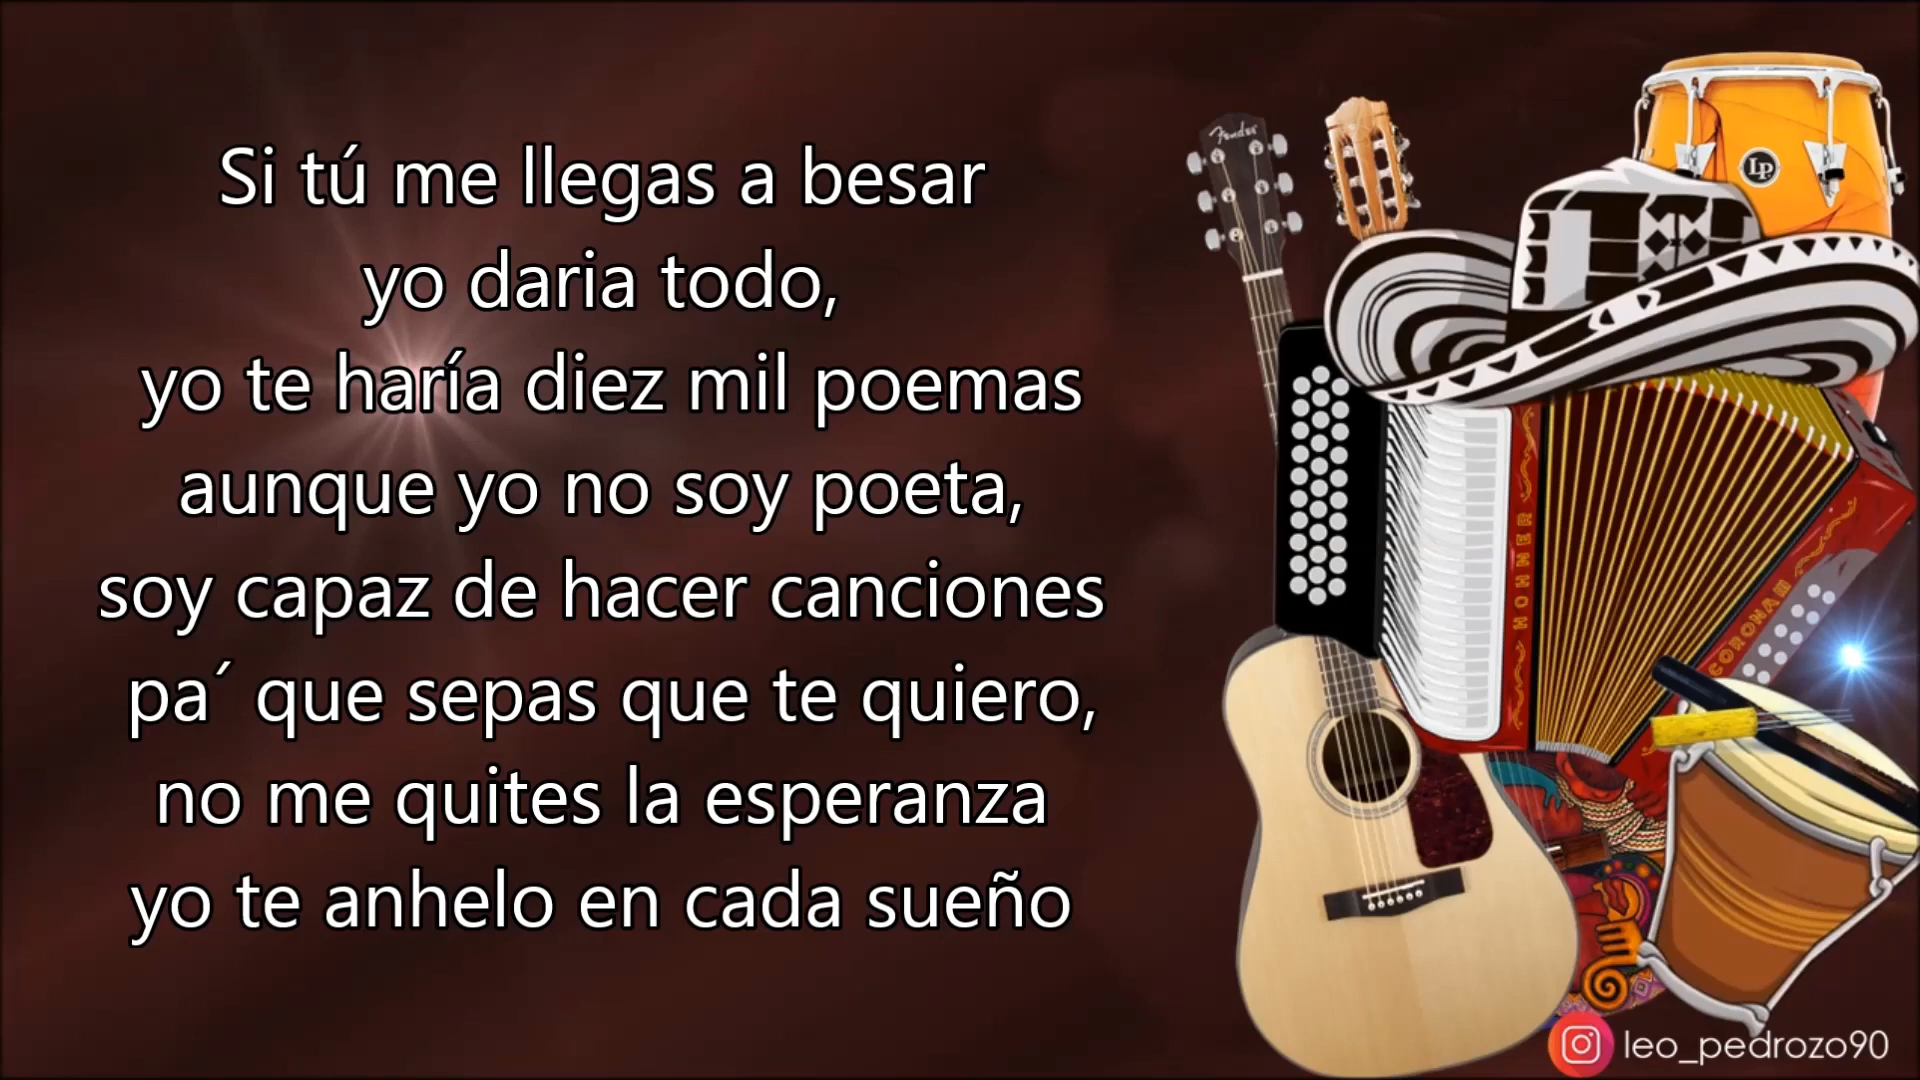 Si tú me llegas a besar
yo daria todo,
yo te haría diez mil poemas
aunque yo no soy poeta,
soy capaz de hacer canciones
pa´ que sepas que te quiero,
no me quites la esperanza
yo te anhelo en cada sueño
Fender
LP
HOHNER
CORONA III
leo_pedrozo90